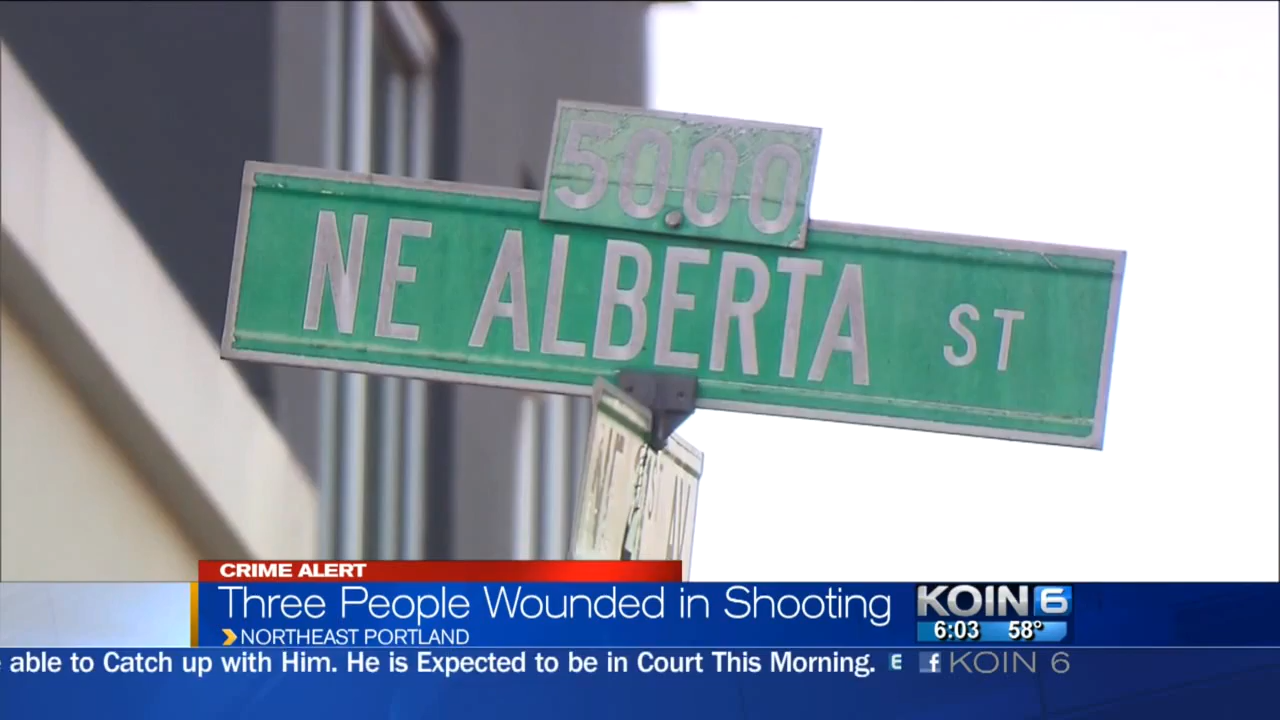 5000
NE ALBERTA ST
CRIME ALERT
Three People Wounded in Shooting
NORTHEAST PORTLAND
KOIN 6
6:03 58°
able to Catch up with Him. He is Expected to be in Court This Morning. E f KOIN 6